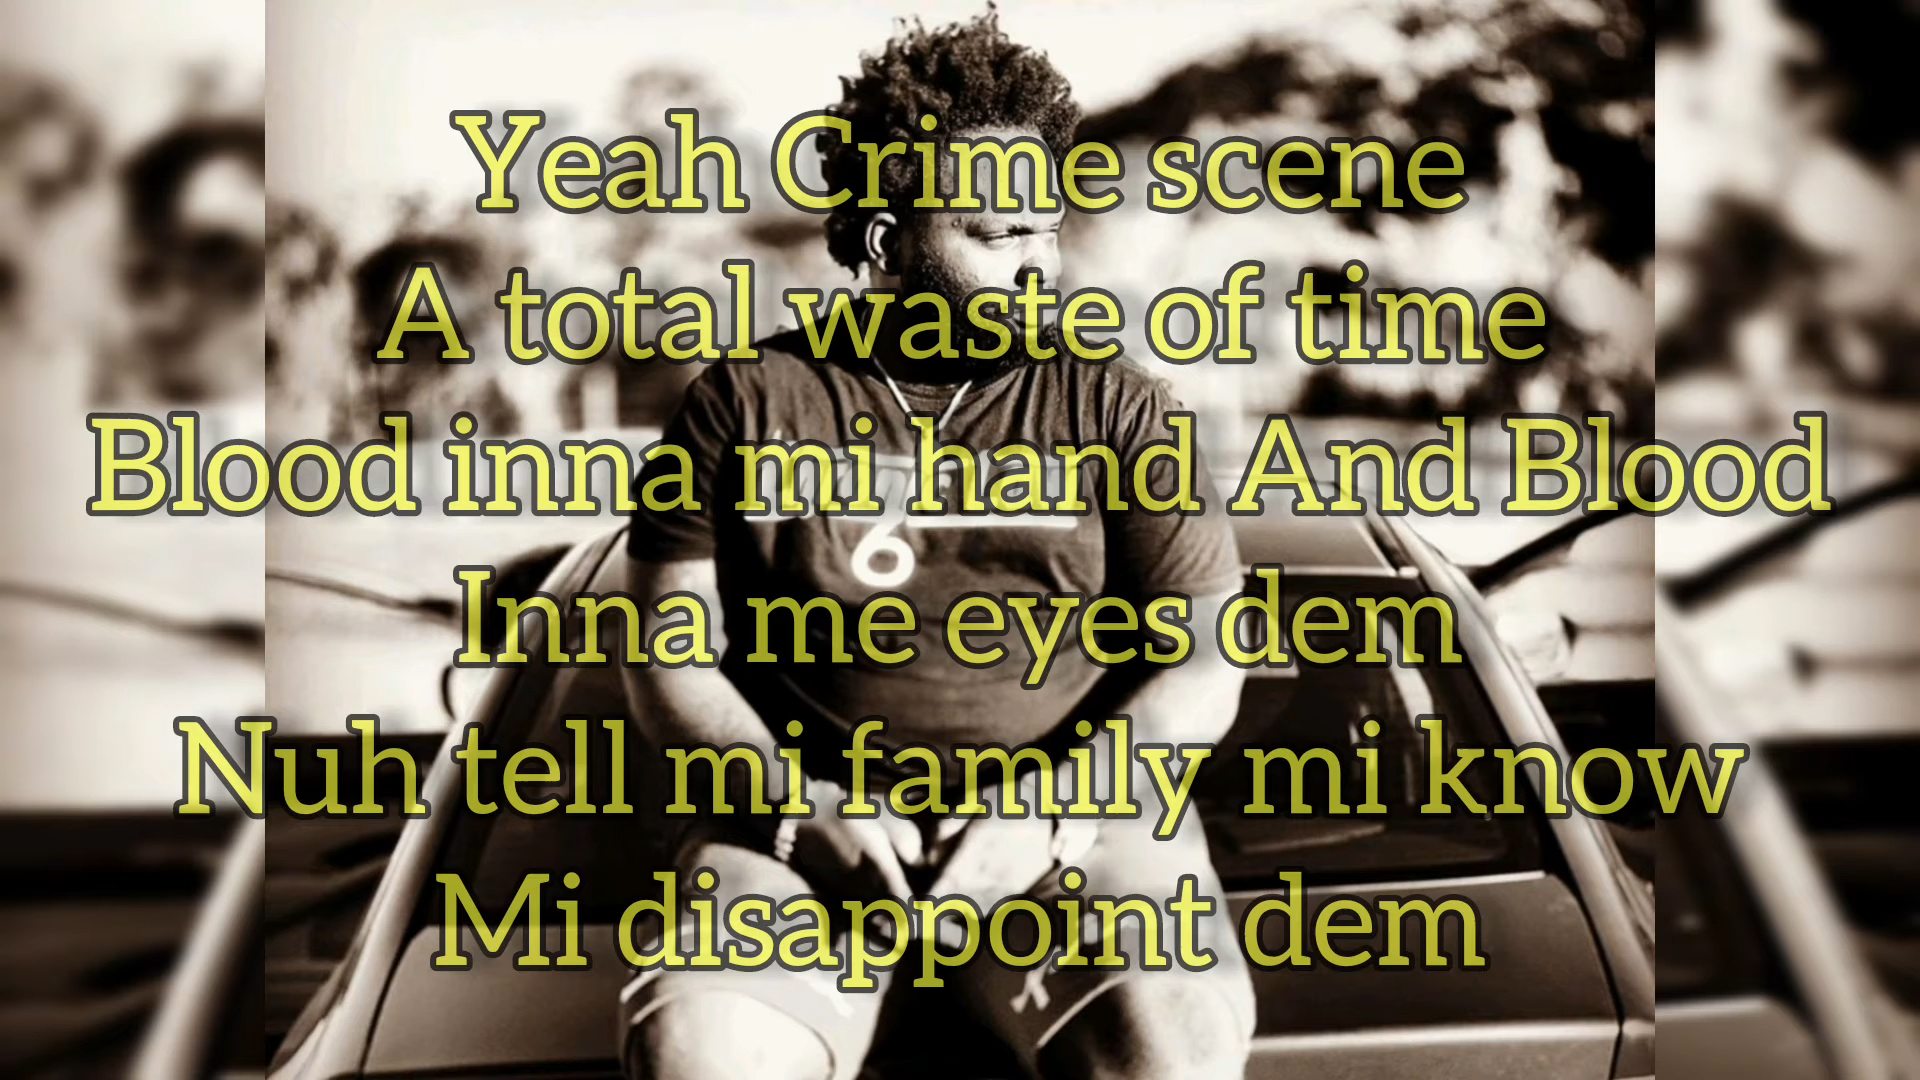 Yeah Crime scene
A total waste of time
Blood inna mi hand And Blood
Inna me eyes dem
6
Nuh tell mi family mi know
Mi disappoint dem